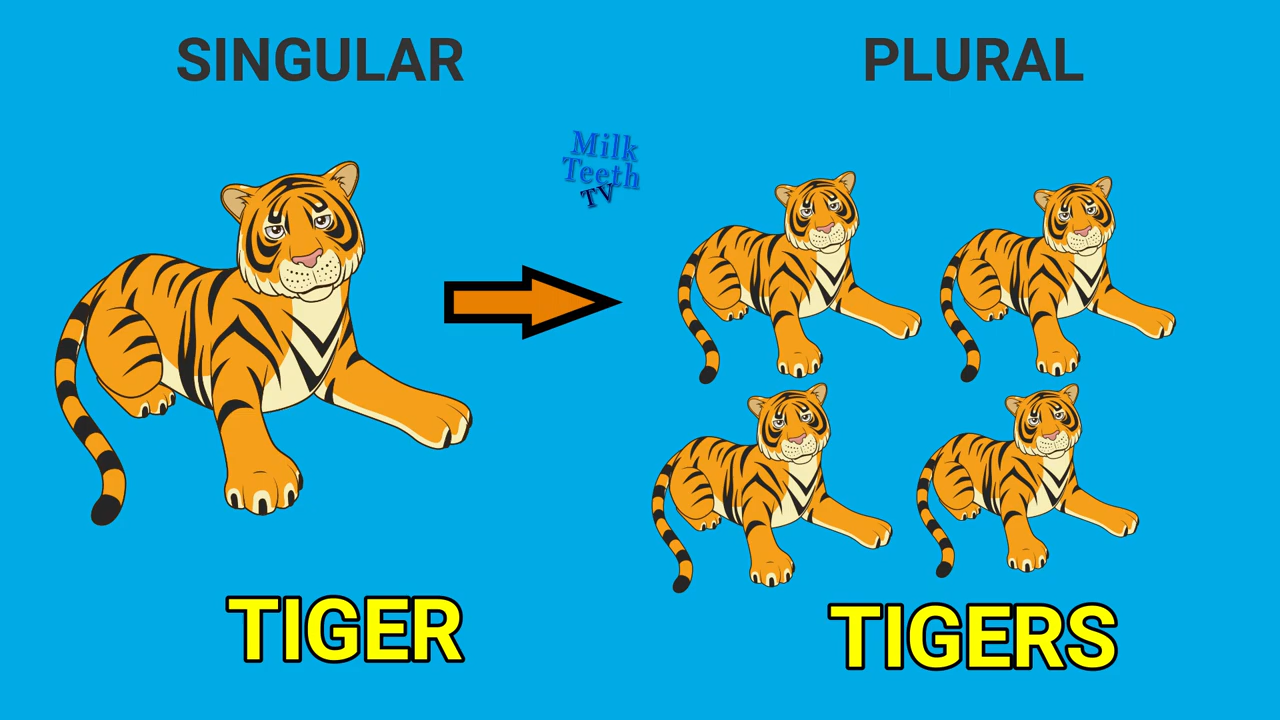 SINGULAR
PLURAL
Milk
Teeth
TV
TIGER
TIGERS